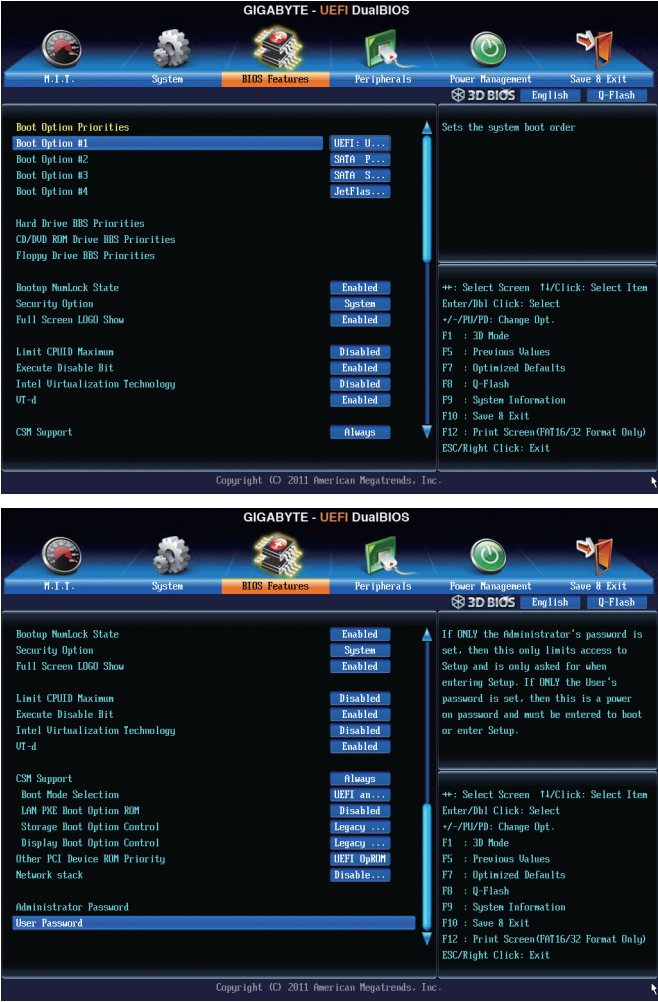 GIGABYTE - UEFI DualBIOS
M.I.T. System BIOS Features Peripherals Power Management Save & Exit
3D BIOS English Q-Flash
Boot Option Priorities
Boot Option #1 UEFI: U...
Boot Option #2 SATA P...
Boot Option #3 SATA S...
Boot Option #4 JetFlas...
Hard Drive BBS Priorities
CD/DVD ROM Drive BBS Priorities
Floppy Drive BBS Priorities
Bootup NumLock State Enabled
Security Option System
Full Screen LOGO Show Enabled
Limit CPUID Maximum Disabled
Execute Disable Bit Enabled
Intel Virtualization Technology Disabled
VT-d Enabled
CSM Support Always
Sets the system boot order
→←: Select Screen ↑↓/Click: Select Item
Enter/Dbl Click: Select
+/-/PU/PD: Change Opt.
F1 : 3D Mode
F5 : Previous Values
F7 : Optimized Defaults
F8 : Q-Flash
F9 : System Information
F10 : Save & Exit
F12 : Print Screen(FAT16/32 Format Only)
ESC/Right Click: Exit
Copyright (C) 2011 American Megatrends, Inc.
GIGABYTE - UEFI DualBIOS
M.I.T. System BIOS Features Peripherals Power Management Save & Exit
3D BIOS English Q-Flash
Bootup NumLock State Enabled
Security Option System
Full Screen LOGO Show Enabled
Limit CPUID Maximum Disabled
Execute Disable Bit Enabled
Intel Virtualization Technology Disabled
VT-d Enabled
CSM Support Always
Boot Mode Selection UEFI an...
LAN PXE Boot Option ROM Disabled
Storage Boot Option Control Legacy ...
Display Boot Option Control Legacy ...
Other PCI Device ROM Priority UEFI OpROM
Network stack Disable...
Administrator Password
User Password
If ONLY the Administrator's password is
set, then this only limits access to
Setup and is only asked for when
entering Setup. If ONLY the User's
password is set, then this is a power
on password and must be entered to boot
or enter Setup.
→←: Select Screen ↑↓/Click: Select Item
Enter/Dbl Click: Select
+/-/PU/PD: Change Opt.
F1 : 3D Mode
F5 : Previous Values
F7 : Optimized Defaults
F8 : Q-Flash
F9 : System Information
F10 : Save & Exit
F12 : Print Screen(FAT16/32 Format Only)
ESC/Right Click: Exit
Copyright (C) 2011 American Megatrends, Inc.